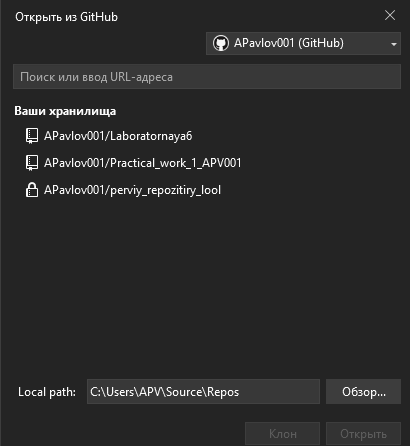 Открыть из GitHub
APavlov001 (GitHub)
Поиск или ввод URL-адреса
Ваши хранилища
APavlov001/Laboratornaya6
APavlov001/Practical_work_1_APV001
APavlov001/perviy_repozitiry_lool
Local path: C:\Users\APV\Source\Repos Обзор...
Клон Открыть